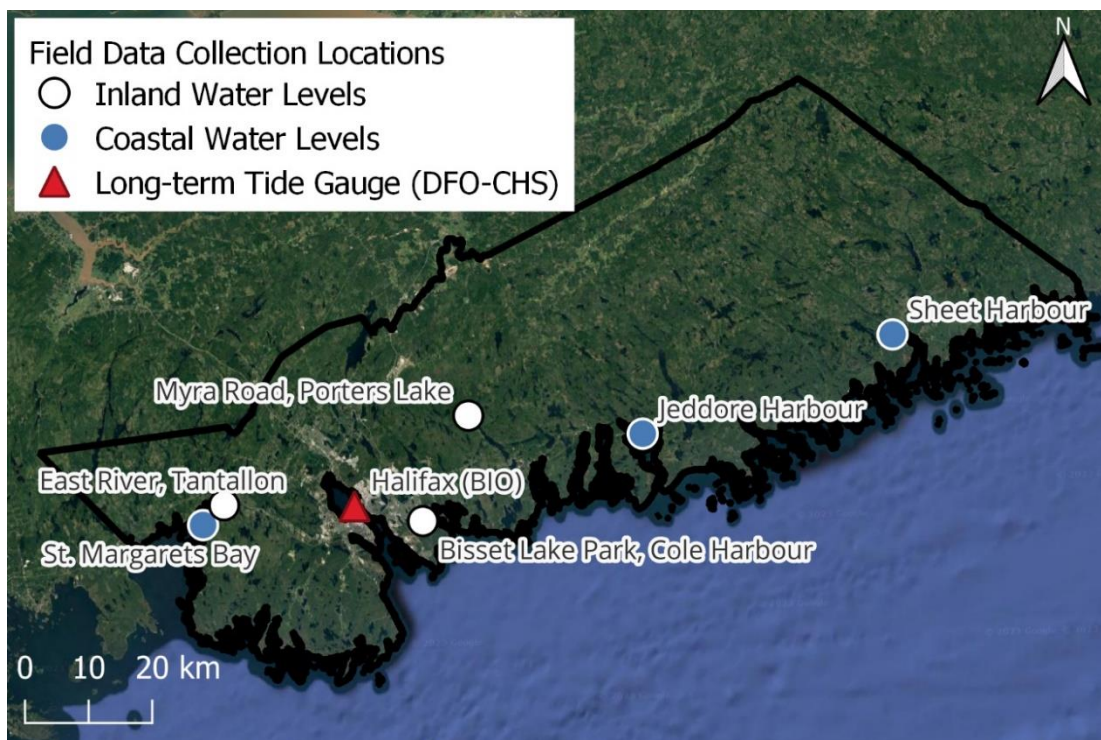 Field Data Collection Locations
Inland Water Levels
Coastal Water Levels
Long-term Tide Gauge (DFO-CHS)
N
Sheet Harbour
Myra Road, Porters Lake
Jeddore Harbour
East River, Tantallon
Halifax (BIO)
St. Margarets Bay
Bisset Lake Park, Cole Harbour
0 10 20 km